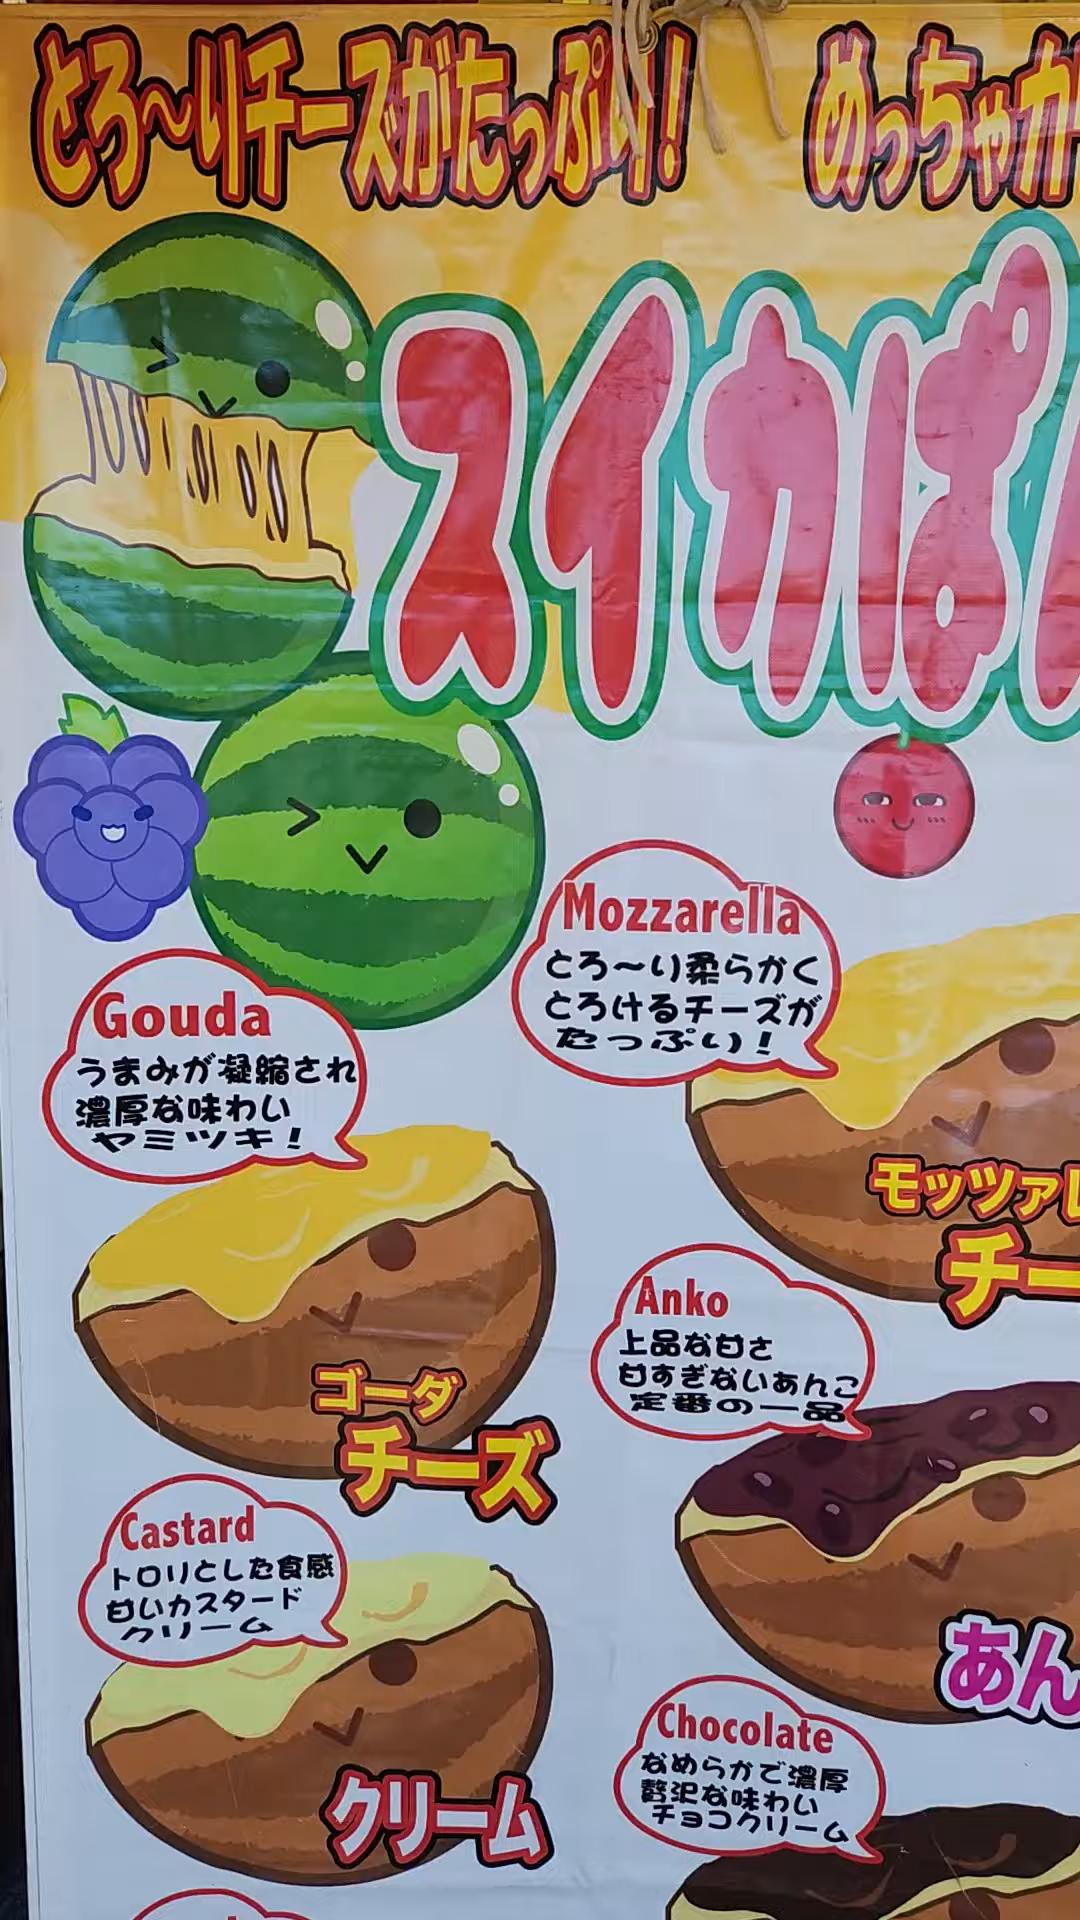 とろ〜りチーズがたっぷり! めっちゃカ
スイカぱ
Mozzarella
とろ〜り柔らかく
とろけるチーズが
たっぷり!
Gouda
うまみが凝縮され
濃厚な味わい
ヤミツキ!
モッツァレ
チー
ゴーダ
チーズ
Anko
上品な甘さ
甘すぎないあんこ
定番の一品
あん
Castard
トロリとした食感
甘いカスタード
クリーム
クリーム
Chocolate
なめらかで濃厚
贅沢な味わい
チョコクリーム